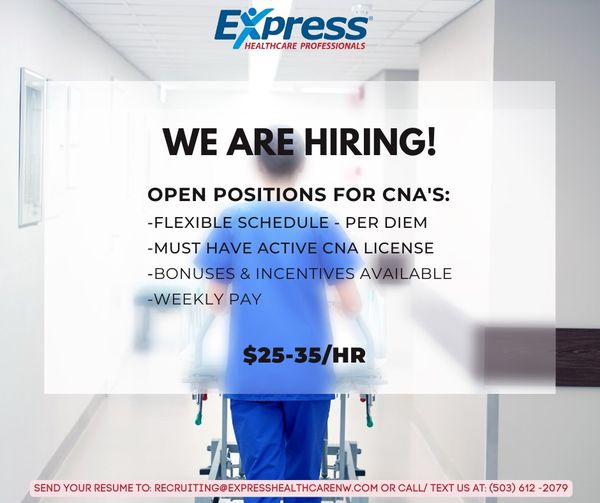 Express®
HEALTHCARE PROFESSIONALS
WE ARE HIRING!
OPEN POSITIONS FOR CNA'S:
-FLEXIBLE SCHEDULE - PER DIEM
-MUST HAVE ACTIVE CNA LICENSE
-BONUSES & INCENTIVES AVAILABLE
-WEEKLY PAY
$25-35/HR
SEND YOUR RESUME TO: RECRUITING@EXPRESSHEALTHCARENW.COM OR CALL/ TEXT US AT: (503) 612 -2079